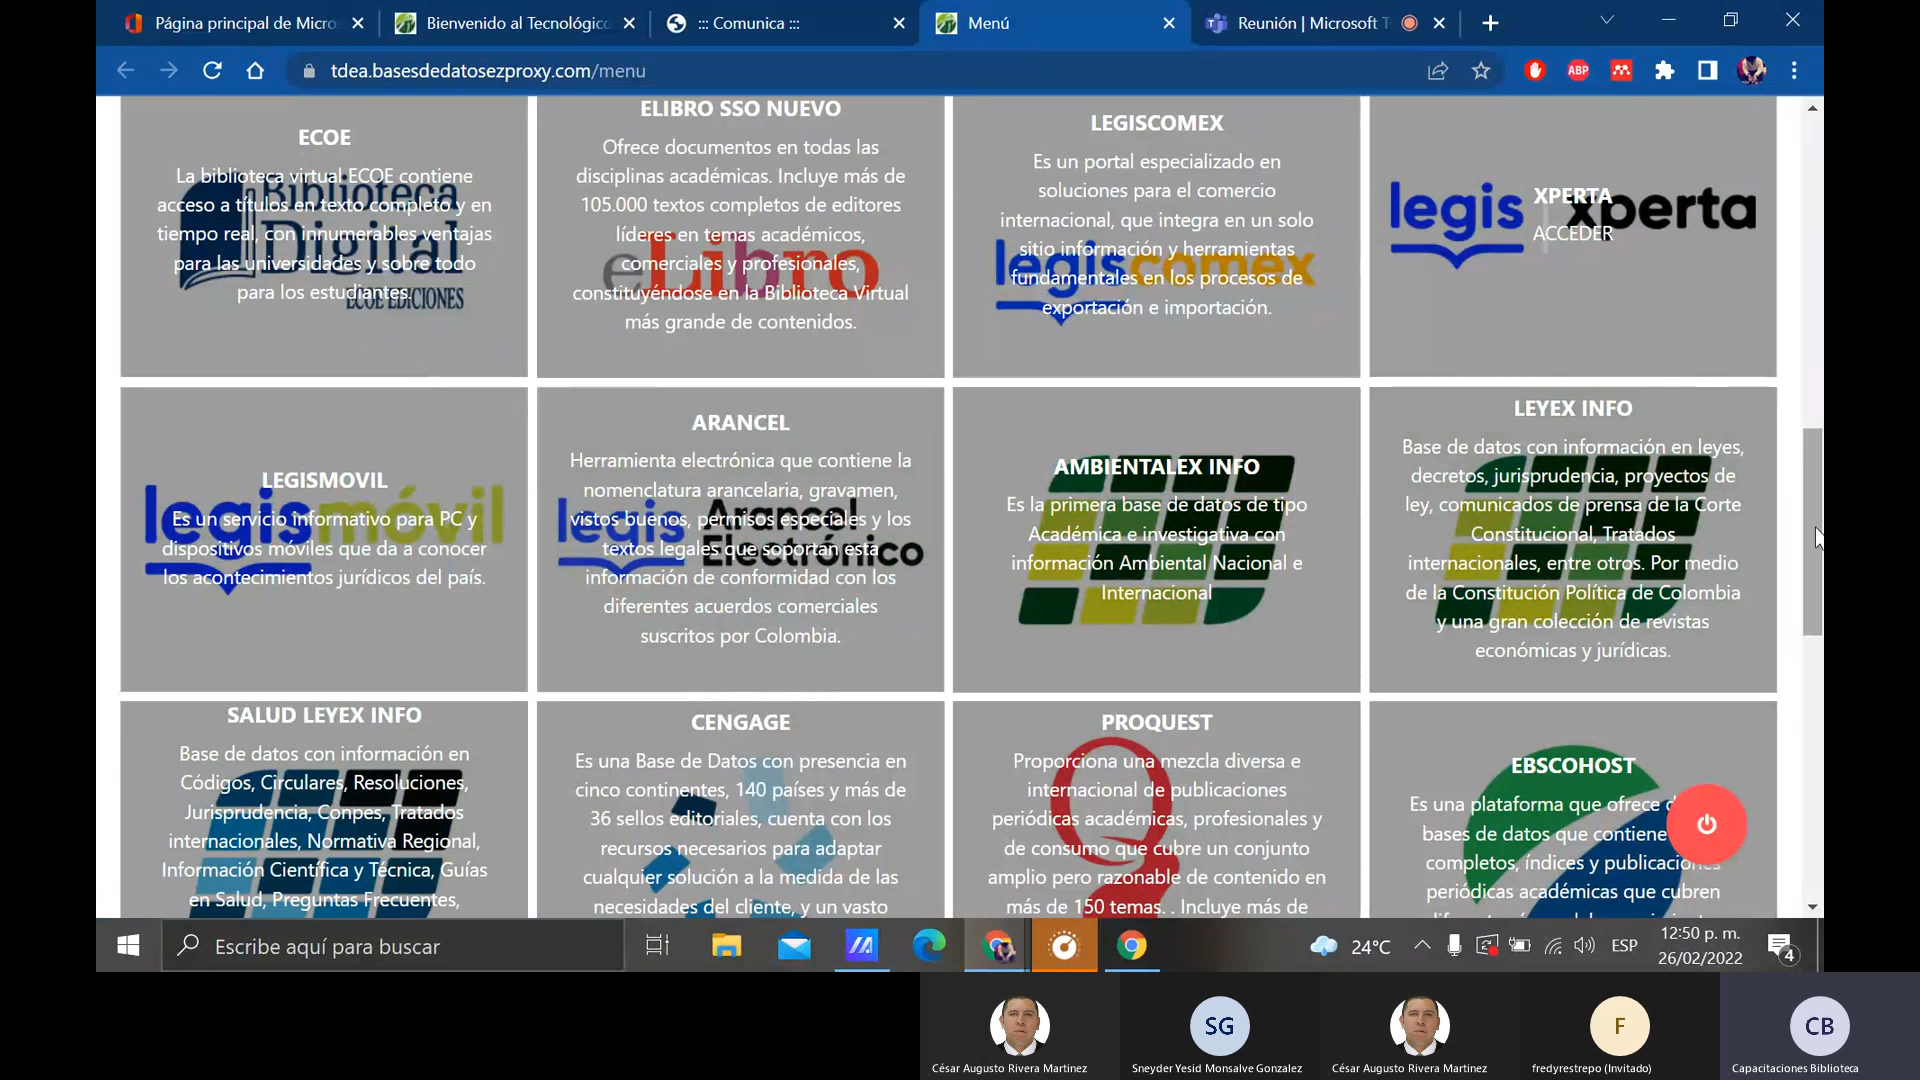 Página principal de Micro
Bienvenido al Tecnológico
::: Comunica :::
Menú
Reunión | Microsoft T
tdea.basesdedatosezproxy.com/menu
ABP
ECOE
La biblioteca virtual ECOE contiene
acceso a títulos en texto completo y en
tiempo real, con innumerables ventajas
para las universidades y sobre todo
para los estudiantes.
Biblioteca
Digital
ECOE EDICIONES
ELIBRO SSO NUEVO
Ofrece documentos en todas las
disciplinas académicas. Incluye más de
105.000 textos completos de editores
líderes en temas académicos,
comerciales y profesionales,
constituyéndose en la Biblioteca Virtual
más grande de contenidos.
eLibro
LEGISCOMEX
Es un portal especializado en
soluciones para el comercio
internacional, que integra en un solo
sitio información y herramientas
fundamentales en los procesos de
exportación e importación.
legiscomex
XPERTA
ACCEDER
legis xperta
LEGISMOVIL
Es un servicio informativo para PC y
dispositivos móviles que da a conocer
los acontecimientos jurídicos del país.
legismóvil
ARANCEL
Herramienta electrónica que contiene la
nomenclatura arancelaria, gravamen,
vistos buenos, permisos especiales y los
textos legales que soportan esta
información de conformidad con los
diferentes acuerdos comerciales
suscritos por Colombia.
legis Arancel
Electrónico
AMBIENTALEX INFO
Es la primera base de datos de tipo
Académica e investigativa con
información Ambiental Nacional e
Internacional
LEYEX INFO
Base de datos con información en leyes,
decretos, jurisprudencia, proyectos de
ley, comunicados de prensa de la Corte
Constitucional, Tratados
internacionales, entre otros. Por medio
de la Constitución Política de Colombia
y una gran colección de revistas
económicas y jurídicas.
SALUD LEYEX INFO
Base de datos con información en
Códigos, Circulares, Resoluciones,
Jurisprudencia, Conpes, Tratados
internacionales, Normativa Regional,
Información Científica y Técnica, Guías
en Salud, Preguntas Frecuentes,
CENGAGE
Es una Base de Datos con presencia en
cinco continentes, 140 países y más de
36 sellos editoriales, cuenta con los
recursos necesarios para adaptar
cualquier solución a la medida de las
necesidades del cliente, y un vasto
PROQUEST
Proporciona una mezcla diversa e
internacional de publicaciones
periódicas académicas, profesionales y
de consumo que cubre un conjunto
amplio pero razonable de contenido en
más de 150 temas. . Incluye más de
EBSCOHOST
Es una plataforma que ofrece
bases de datos que contiene
completos, índices y publicaciones
periódicas académicas que cubren
Escribe aquí para buscar
24°C
ESP
12:50 p. m.
26/02/2022
4
SG
F
CB
César Augusto Rivera Martinez
Sneyder Yesid Monsalve Gonzalez
César Augusto Rivera Martinez
fredyrestrepo (Invitado)
Capacitaciones Biblioteca